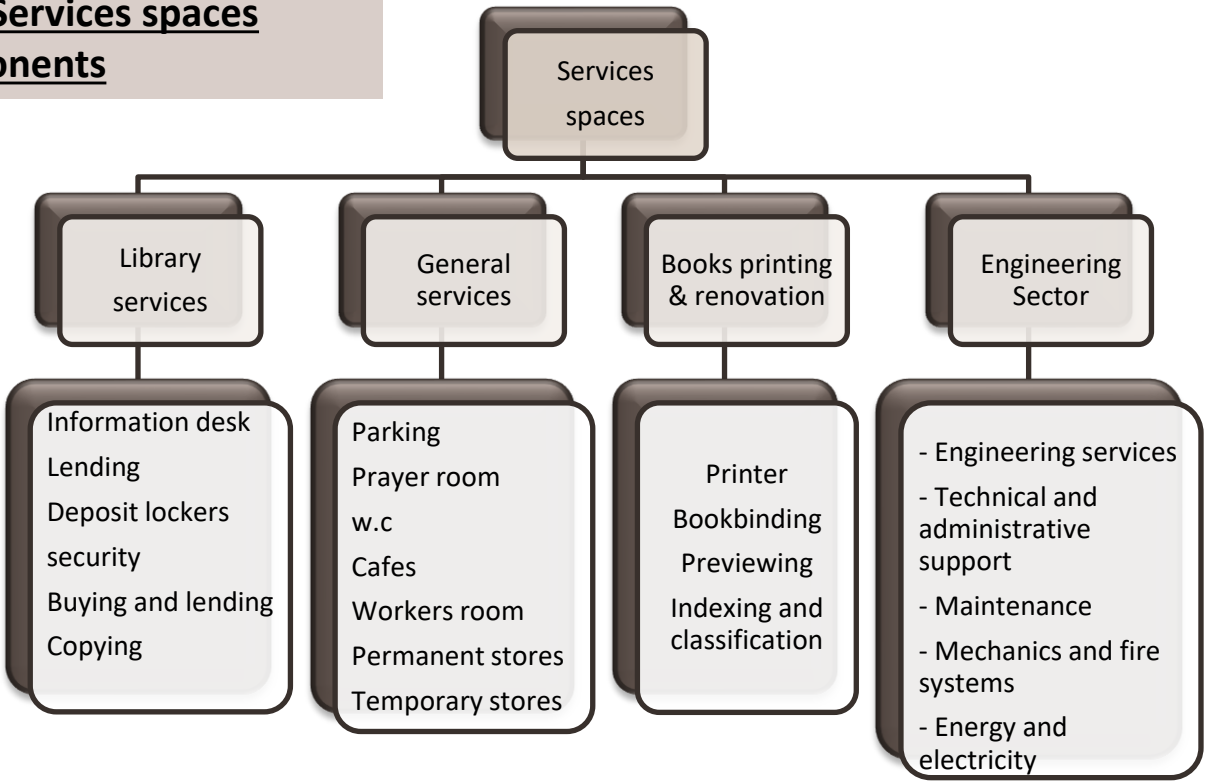 Services spaces
onents
Services
spaces
Library
services
General
services
Books printing
& renovation
Engineering
Sector
Information desk
Lending
Deposit lockers
security
Buying and lending
Copying
Parking
Prayer room
w.c
Cafes
Workers room
Permanent stores
Temporary stores
Printer
Bookbinding
Previewing
Indexing and
classification
- Engineering services
- Technical and
administrative
support
- Maintenance
- Mechanics and fire
systems
- Energy and
electricity